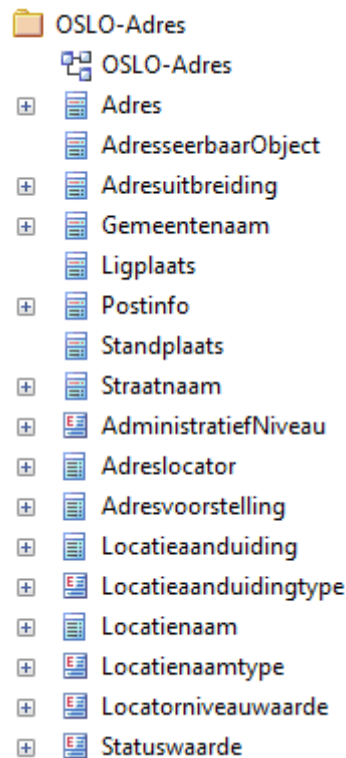 OSLO-Adres
OSLO-Adres
Adres
AdresseerbaarObject
Adresuitbreiding
Gemeentenaam
Ligplaats
Postinfo
Standplaats
Straatnaam
AdministratiefNiveau
Adreslocator
Adresvoorstelling
Locatieaanduiding
Locatieaanduidingtype
Locatienaam
Locatienaamtype
Locatorniveauwaarde
Statuswaarde